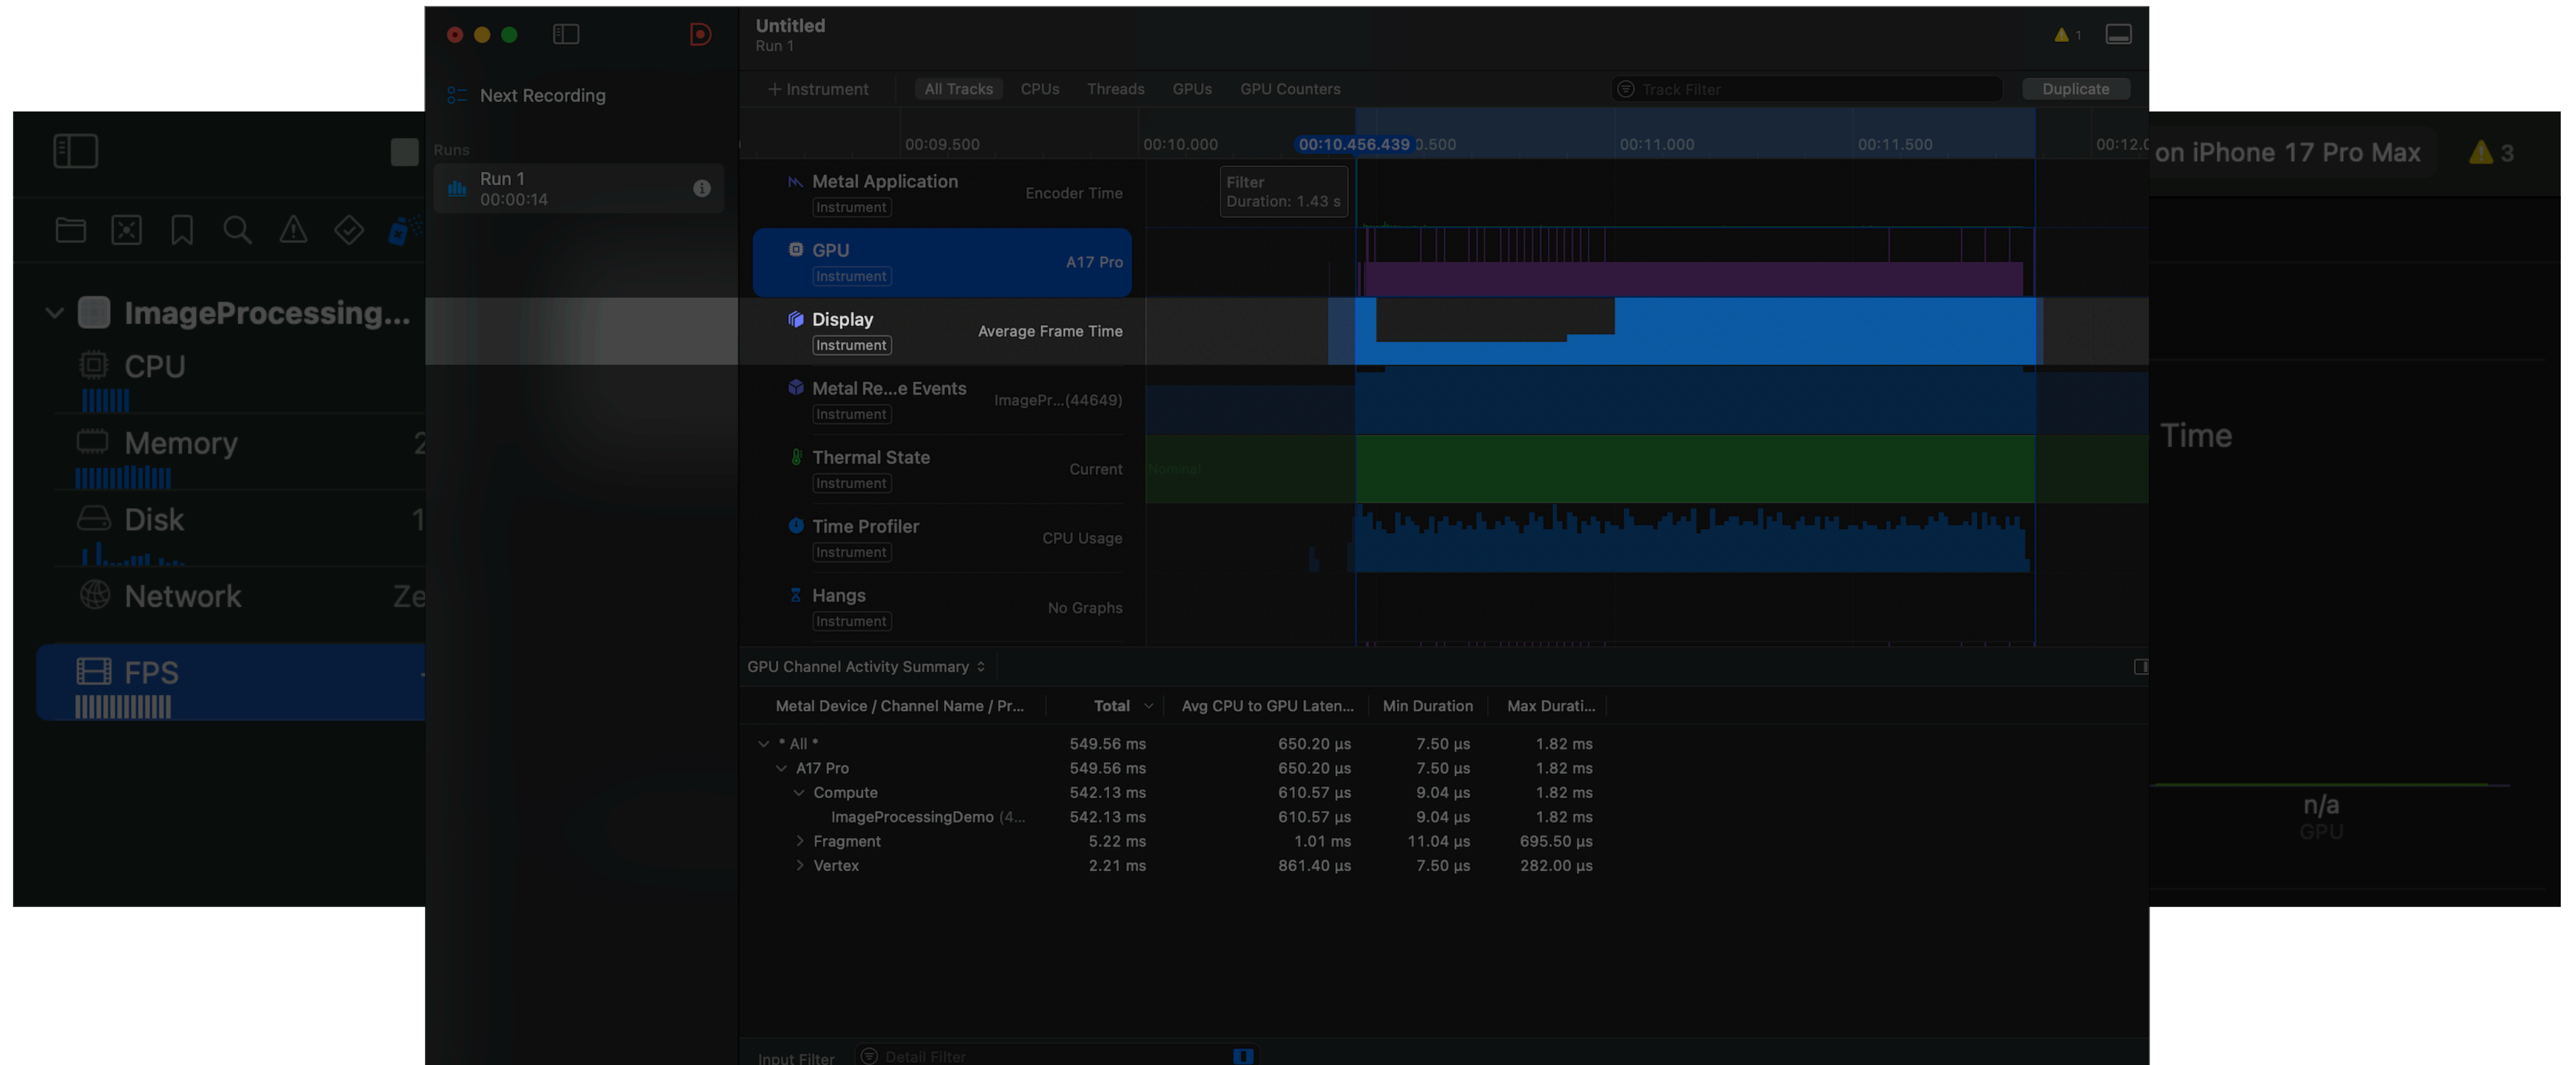 ImageProcessing...
CPU
Memory
2
Disk
1
Network
Ze
FPS
Next Recording
Runs
Run 1
00:00:14
Untitled
Run 1
1
+ Instrument
All Tracks
CPUs
Threads
GPUs
GPU Counters
Track Filter
Duplicate
00:09.500
00:10.000
00:10.456.439
0.500
00:11.000
00:11.500
00:12.0
Filter
Duration: 1.43 s
Metal Application
Instrument
Encoder Time
GPU
Instrument
A17 Pro
Display
Instrument
Average Frame Time
Metal Re...e Events
Instrument
ImagePr...(44649)
Thermal State
Instrument
Current
Nominal
Time Profiler
Instrument
CPU Usage
Hangs
Instrument
No Graphs
GPU Channel Activity Summary
Metal Device / Channel Name / Pr... Total Avg CPU to GPU Laten... Min Duration Max Durati...
* All * 549.56 ms 650.20 µs 7.50 µs 1.82 ms
A17 Pro 549.56 ms 650.20 µs 7.50 µs 1.82 ms
Compute 542.13 ms 610.57 µs 9.04 µs 1.82 ms
ImageProcessingDemo (4... 542.13 ms 610.57 µs 9.04 µs 1.82 ms
Fragment 5.22 ms 1.01 ms 11.04 µs 695.50 µs
Vertex 2.21 ms 861.40 µs 7.50 µs 282.00 µs
Input Filter
Detail Filter
on iPhone 17 Pro Max
3
Time
n/a
GPU